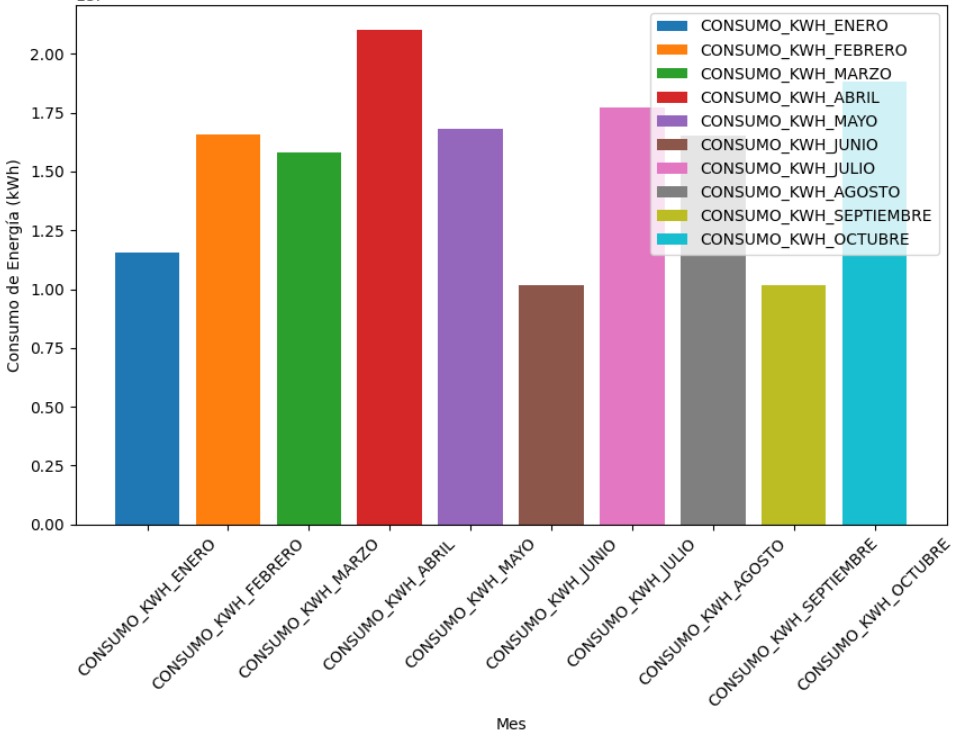 2.00
1.75
1.50
1.25
1.00
0.75
0.50
0.25
0.00
Consumo de Energía (kWh)
CONSUMO_KWH_ENERO
CONSUMO_KWH_FEBRERO
CONSUMO_KWH_MARZO
CONSUMO_KWH_ABRIL
CONSUMO_KWH_MAYO
CONSUMO_KWH_JUNIO
CONSUMO_KWH_JULIO
CONSUMO_KWH_AGOSTO
CONSUMO_KWH_SEPTIEMBRE
CONSUMO_KWH_OCTUBRE
CONSUMO_KWH_ENERO
CONSUMO_KWH_FEBRERO
CONSUMO_KWH_MARZO
CONSUMO_KWH_ABRIL
CONSUMO_KWH_MAYO
CONSUMO_KWH_JUNIO
CONSUMO_KWH_JULIO
CONSUMO_KWH_AGOSTO
CONSUMO_KWH_SEPTIEMBRE
CONSUMO_KWH_OCTUBRE
Mes